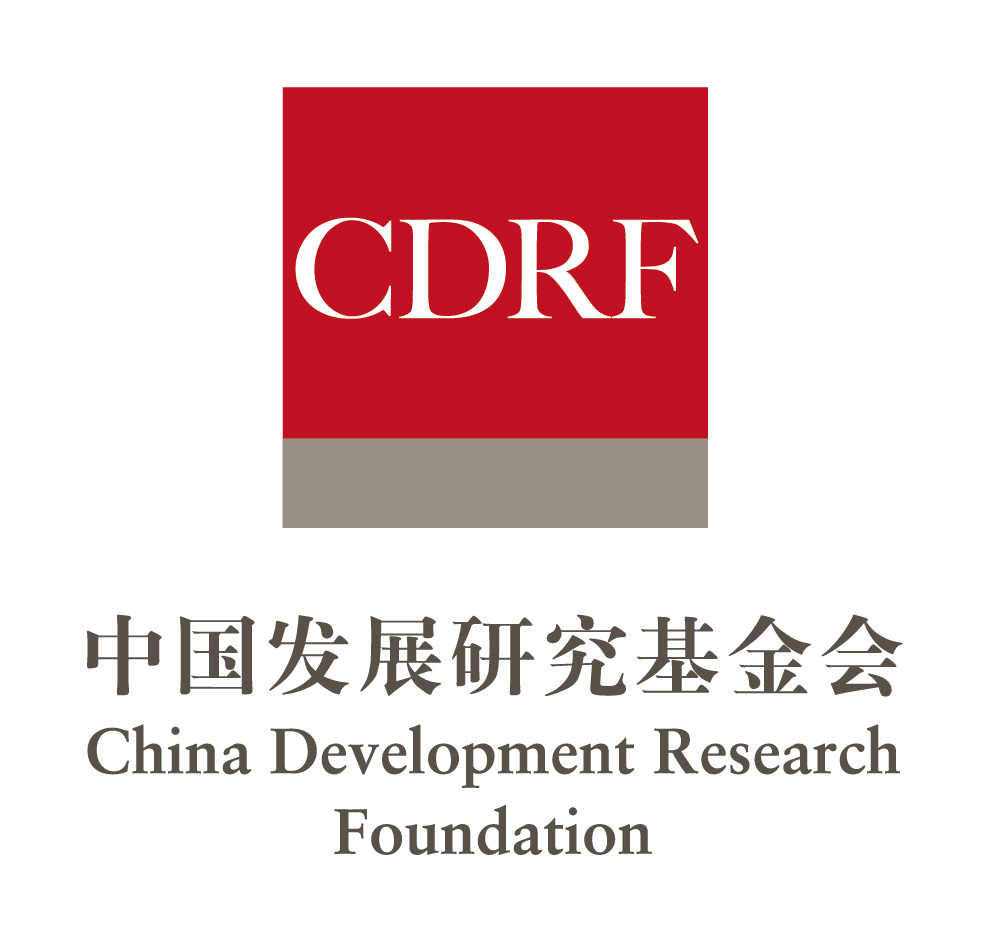 CDRF
中国发展研究基金会
China Development Research
Foundation